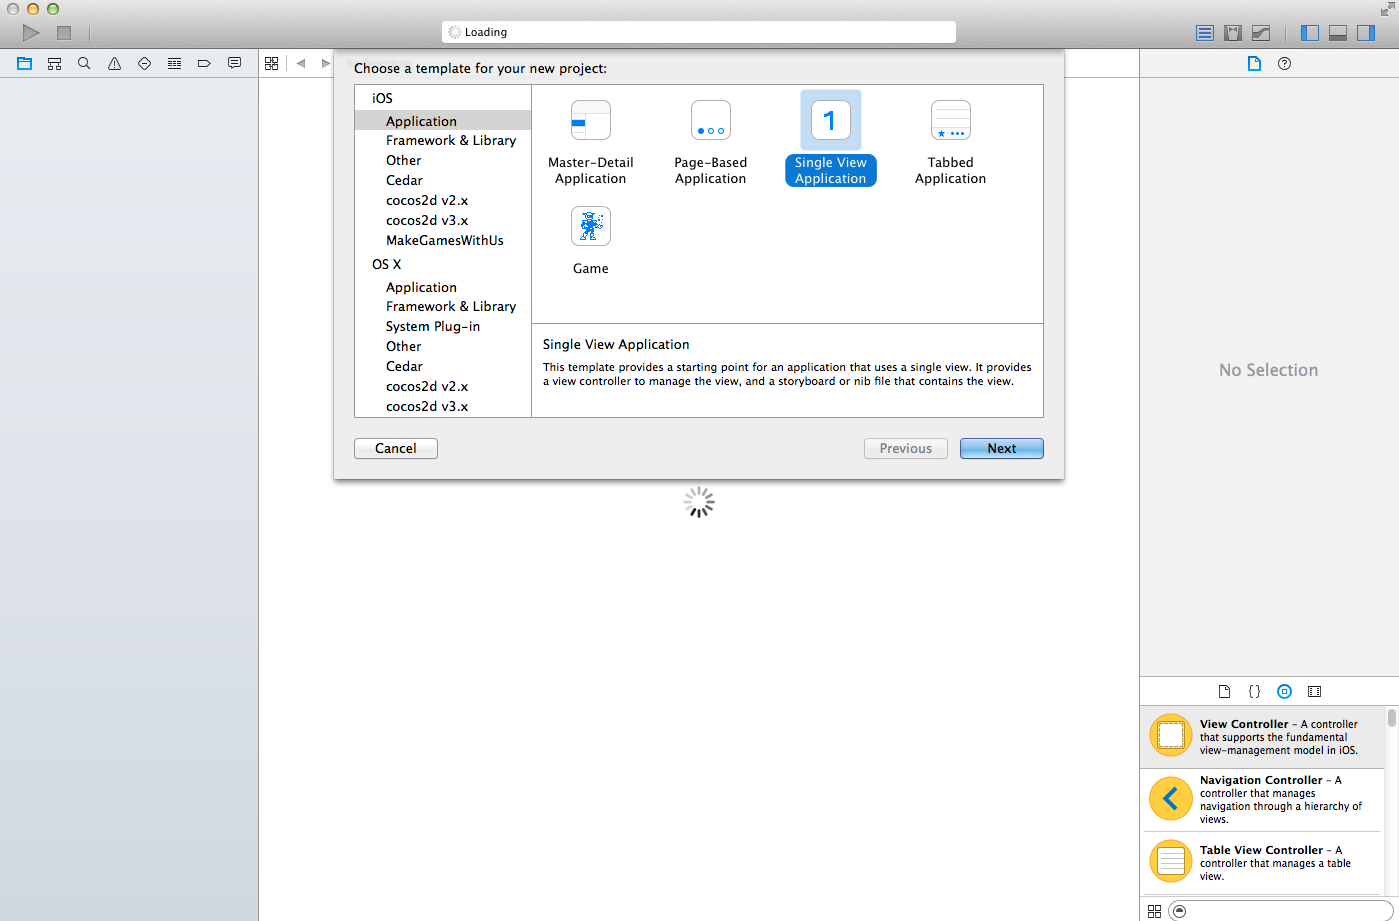 Loading
Choose a template for your new project:
iOS
Application
Framework & Library
Other
Cedar
cocos2d v2.x
cocos2d v3.x
MakeGamesWithUs
OS X
Application
Framework & Library
System Plug-in
Other
Cedar
cocos2d v2.x
cocos2d v3.x
Master-Detail
Application
Page-Based
Application
1
Single View
Application
Tabbed
Application
Game
Single View Application
This template provides a starting point for an application that uses a single view. It provides
a view controller to manage the view, and a storyboard or nib file that contains the view.
Cancel
Previous
Next
No Selection
{}
View Controller - A controller
that supports the fundamental
view-management model in iOS.
Navigation Controller - A
controller that manages
navigation through a hierarchy of
views.
Table View Controller - A
controller that manages a table
view.